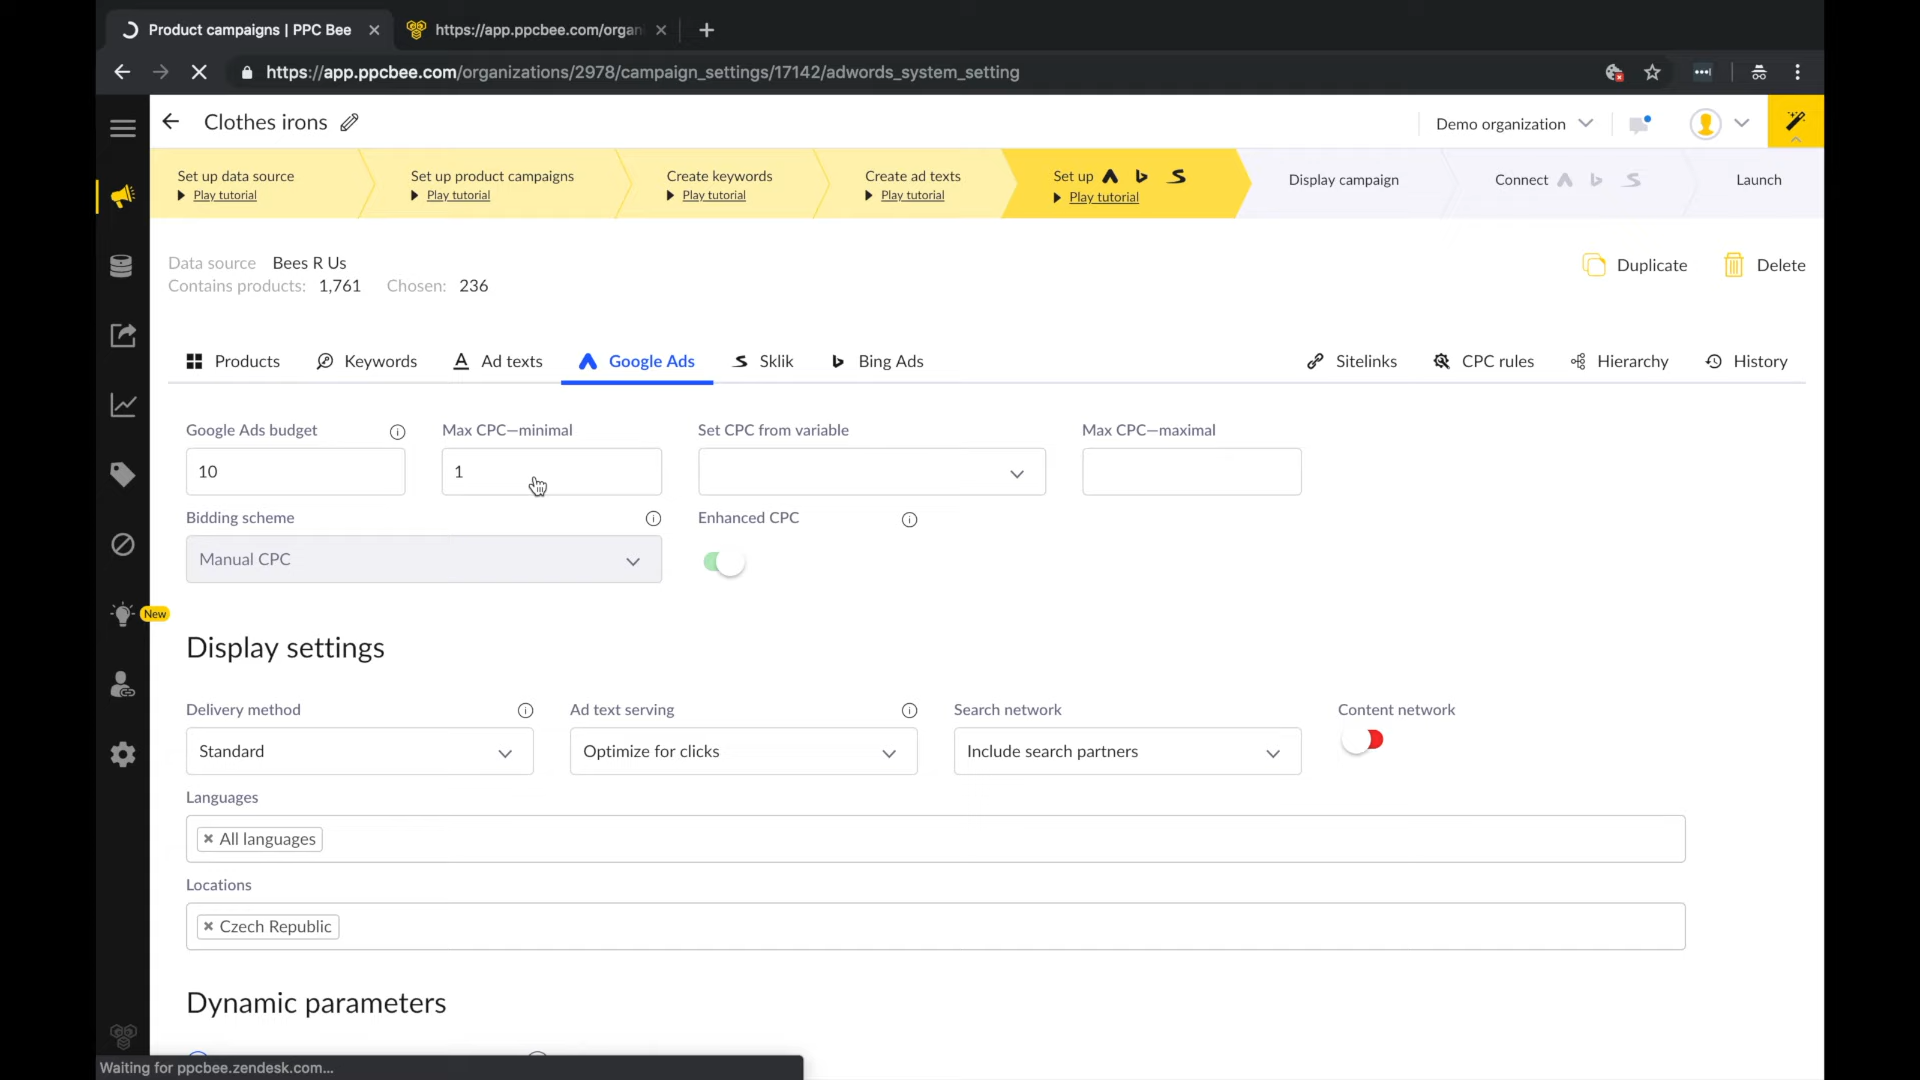 Product campaigns | PPC Bee
https://app.ppcbee.com/organ
https://app.ppcbee.com/organizations/2978/campaign_settings/17142/adwords_system_setting
Clothes irons
Demo organization
Set up data source
Play tutorial
Set up product campaigns
Play tutorial
Create keywords
Play tutorial
Create ad texts
Play tutorial
Set up
Play tutorial
Display campaign
Connect
Launch
Data source Bees R Us
Contains products: 1,761 Chosen: 236
Duplicate
Delete
Products
Keywords
Ad texts
Google Ads
Sklik
Bing Ads
Sitelinks
CPC rules
Hierarchy
History
Google Ads budget
10
Max CPC—minimal
1
Set CPC from variable
Max CPC—maximal
Bidding scheme
Manual CPC
Enhanced CPC
New
Display settings
Delivery method
Standard
Ad text serving
Optimize for clicks
Search network
Include search partners
Content network
Languages
× All languages
Locations
× Czech Republic
Dynamic parameters
Waiting for ppcbee.zendesk.com...